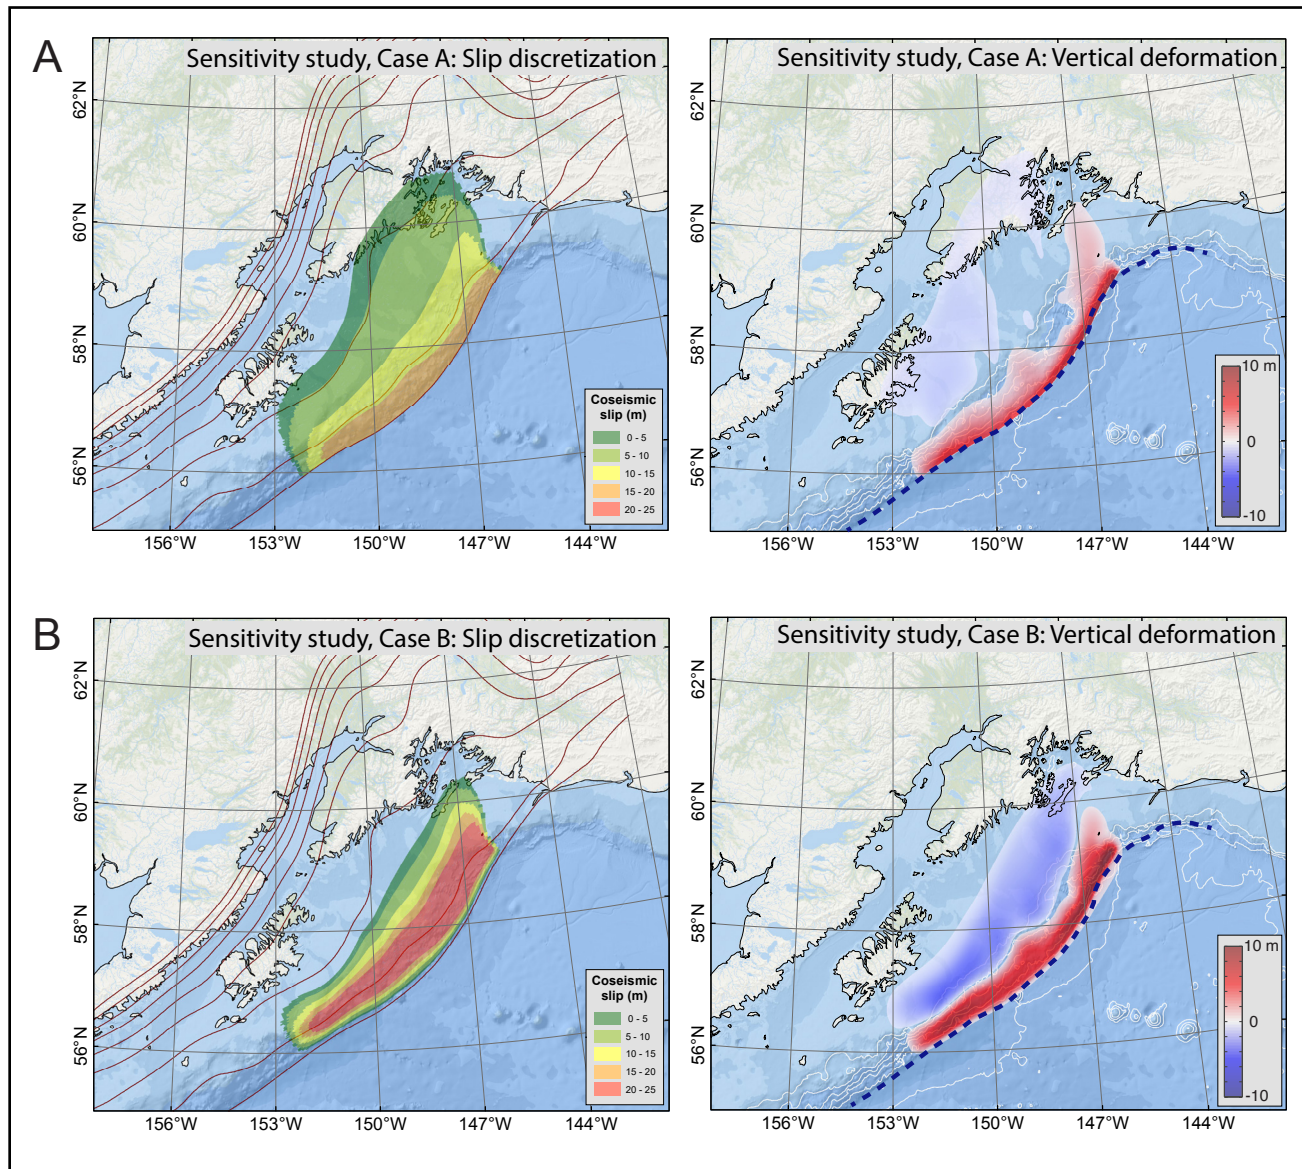 A
Sensitivity study, Case A: Slip discretization
62°N
60°N
58°N
56°N
156°W
153°W
150°W
147°W
144°W
Coseismic
slip (m)
0 - 5
5 - 10
10 - 15
15 - 20
20 - 25
Sensitivity study, Case A: Vertical deformation
62°N
60°N
58°N
56°N
156°W
153°W
150°W
147°W
144°W
10 m
0
-10
B
Sensitivity study, Case B: Slip discretization
62°N
60°N
58°N
56°N
156°W
153°W
150°W
147°W
144°W
Coseismic
slip (m)
0 - 5
5 - 10
10 - 15
15 - 20
20 - 25
Sensitivity study, Case B: Vertical deformation
62°N
60°N
58°N
56°N
156°W
153°W
150°W
147°W
144°W
10 m
0
-10